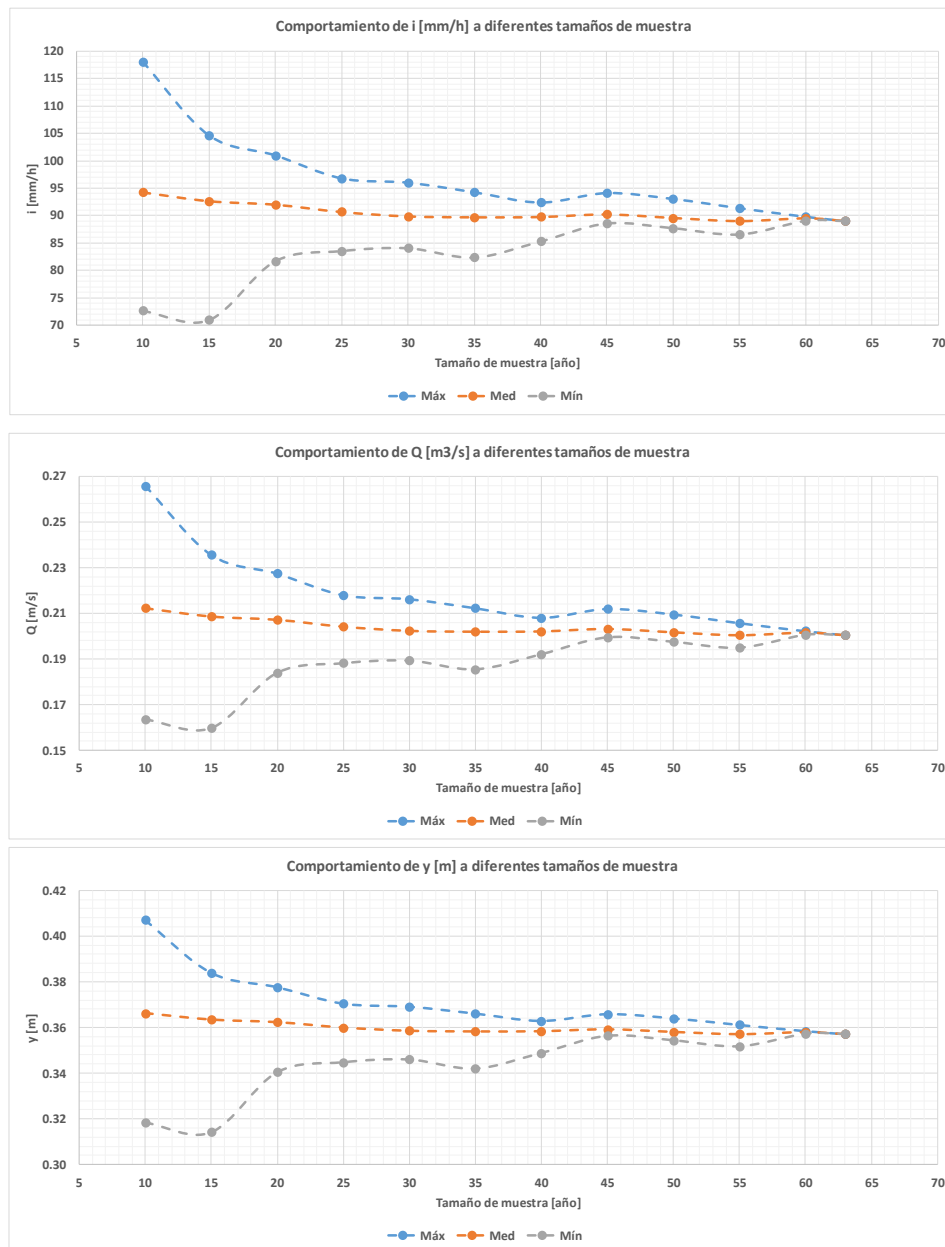 Comportamiento de i [mm/h] a diferentes tamaños de muestra
120
115
110
105
100
95
90
85
80
75
70
i [mm/h]
5 10 15 20 25 30 35 40 45 50 55 60 65 70
Tamaño de muestra [año]
Máx Med Mín
Comportamiento de Q [m3/s] a diferentes tamaños de muestra
0.27
0.25
0.23
0.21
0.19
0.17
0.15
Q [m/s]
5 10 15 20 25 30 35 40 45 50 55 60 65 70
Tamaño de muestra [año]
Máx Med Mín
Comportamiento de y [m] a diferentes tamaños de muestra
0.42
0.40
0.38
0.36
0.34
0.32
0.30
y [m]
5 10 15 20 25 30 35 40 45 50 55 60 65 70
Tamaño de muestra [año]
Máx Med Mín